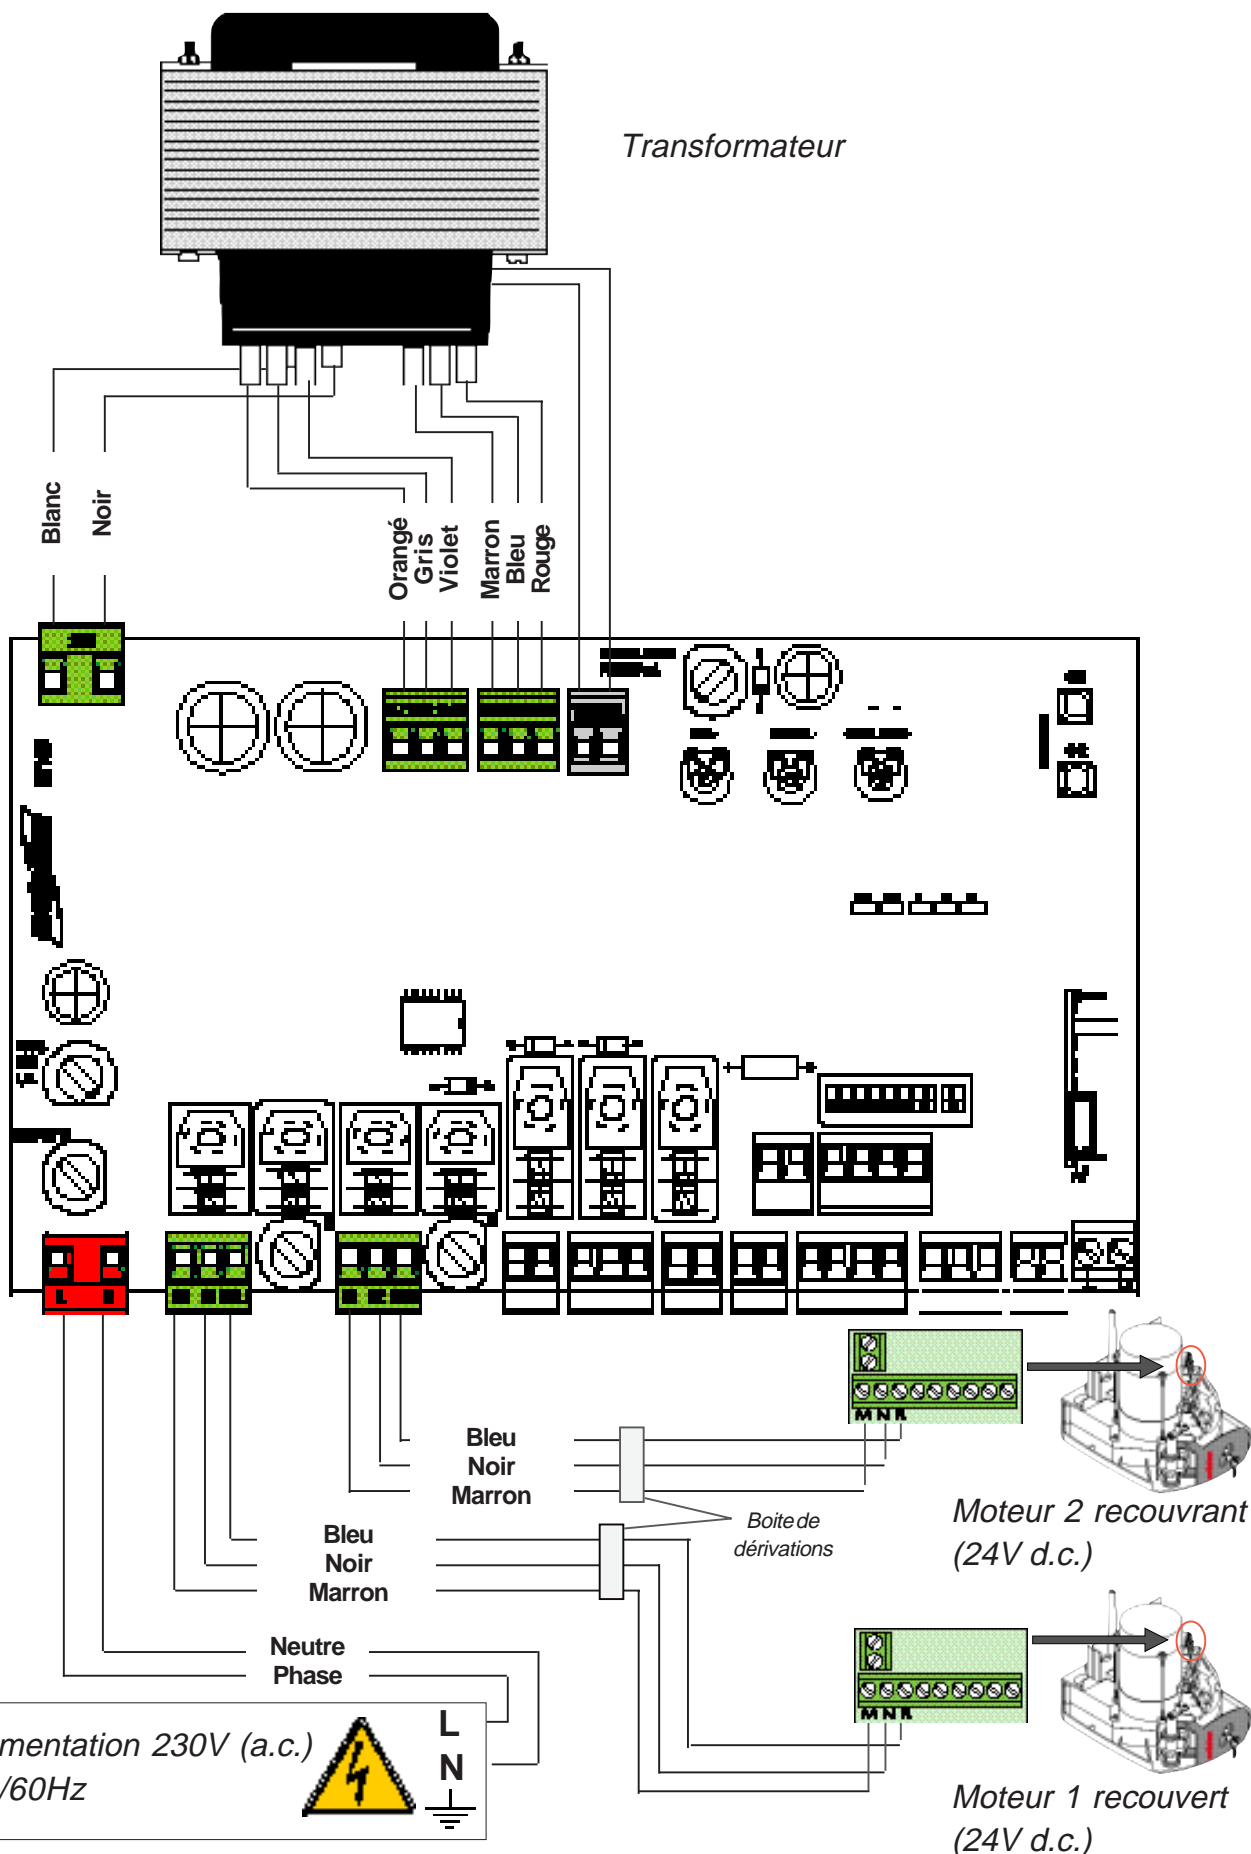 Transformateur
Blanc
Noir
Orangé
Gris
Violet
Marron
Bleu
Rouge
L
M N R
Bleu
Noir
Marron
Boite de
dérivations
Moteur 2 recouvrant
(24V d.c.)
Bleu
Noir
Marron
Neutre
Phase
M N R
L
N
mentation 230V (a.c.)
/60Hz
Moteur 1 recouvert
(24V d.c.)